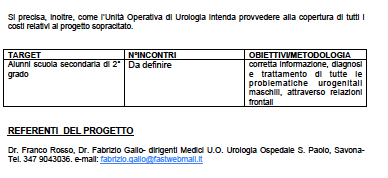 Si precisa, inoltre, come l'Unità Operativa di Urologia intenda provvedere alla copertura di tutti i
costi relativi al progetto sopracitato.
TARGET N°INCONTRI OBIETTIVI/METODOLOGIA
Alunni scuola secondaria di 2° grado
Da definire
corretta informazione, diagnosi
e trattamento di tutte le
problematiche urogenitali
maschili, attraverso relazioni
frontali
REFERENTI DEL PROGETTO
Dr. Franco Rosso, Dr. Fabrizio Gallo- dirigenti Medici U.O. Urologia Ospedale S. Paolo, Savona-
Tel. 347 9043036. e-mail: fabrizio.gallo@fastwebmail.it